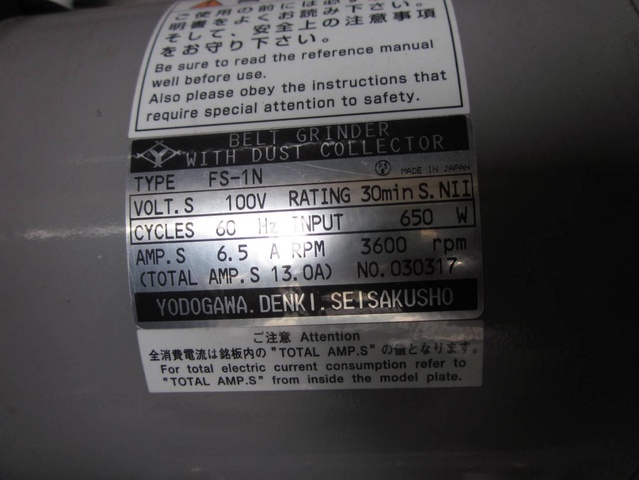 ご使用の前には必ず
明書をよくお読み下さい。
そして、安全上の注意事項
をお守り下さい。
Be sure to read the reference manual
well before use.
Also please obey the instructions that
require special attention to safety.
BELT GRINDER
WITH DUST COLLECTOR
TYPE FS-1N MADE IN JAPAN
VOLT.S 100V RATING 30min S.NII
CYCLES 60 Hz INPUT 650 W
AMP.S 6.5 A RPM 3600 rpm
(TOTAL AMP.S 13.0A) NO.030317
YODOGAWA.DENKI.SEISAKUSHO
ご注意 Attention
全消費電流は銘板内の "TOTAL AMP.S" の値となります。
For total electric current consumption refer to
"TOTAL AMP.S" from inside the model plate.